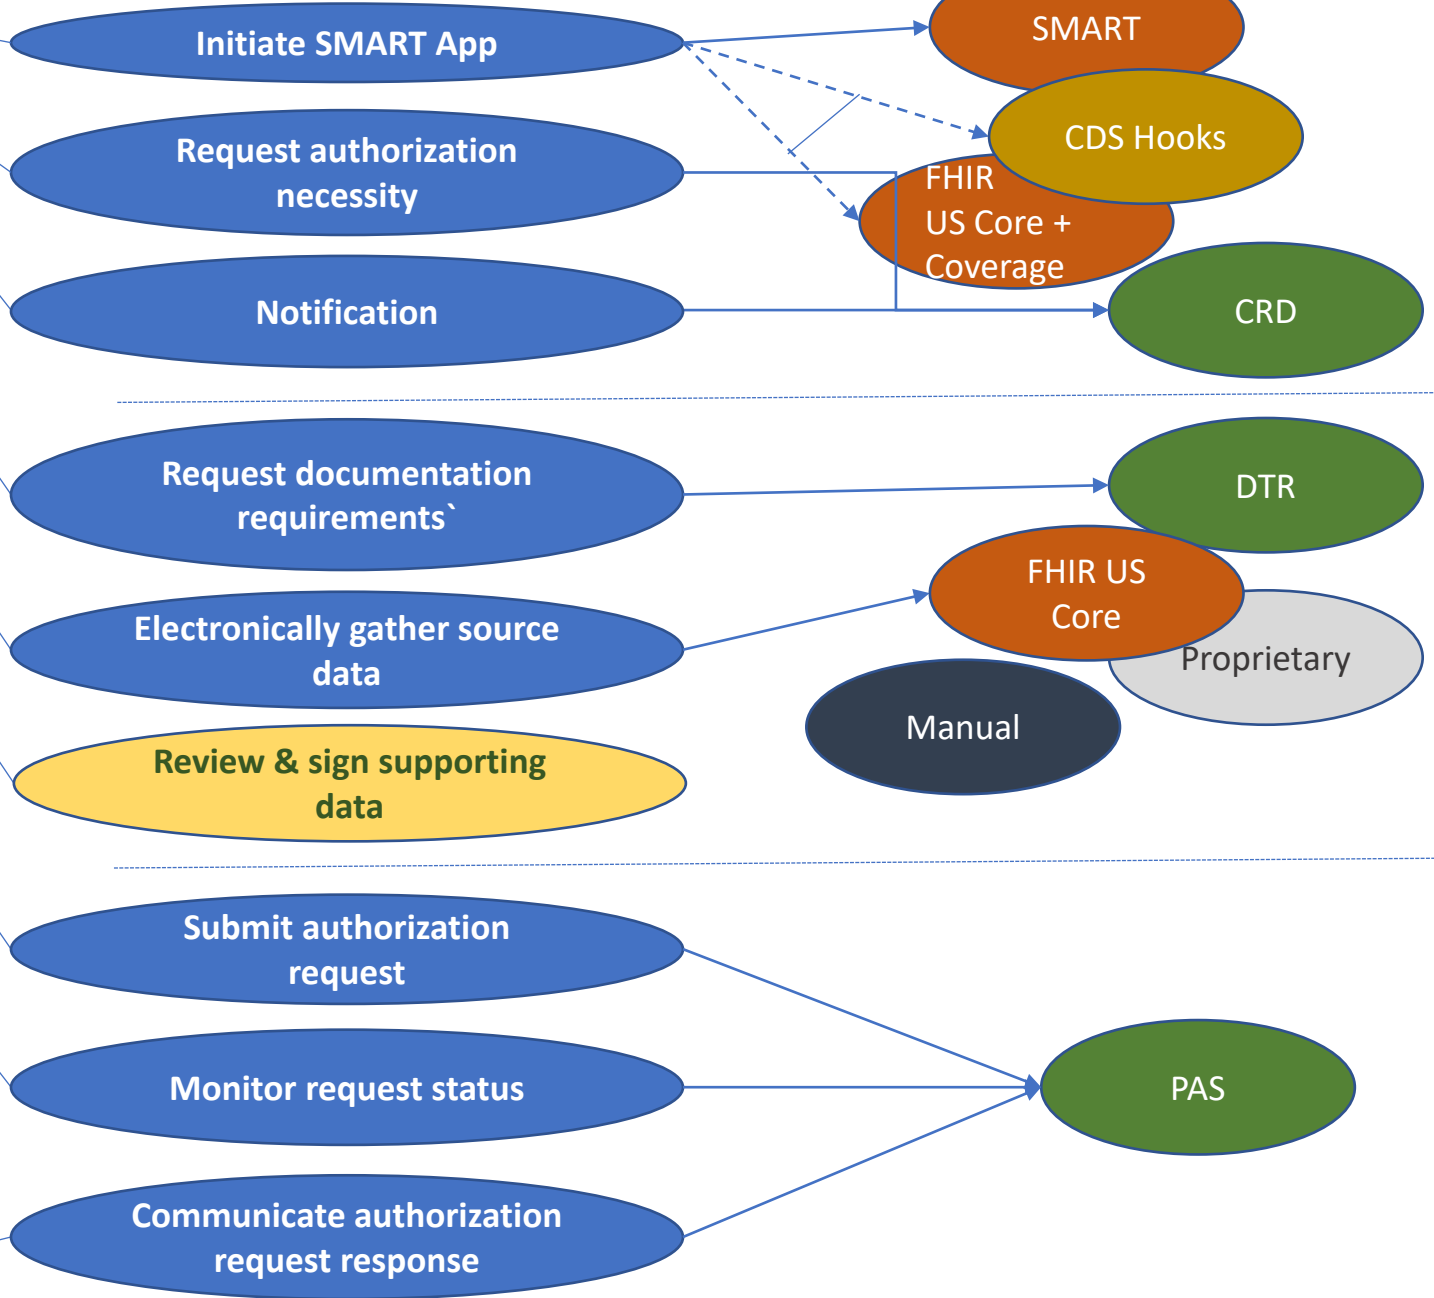 Initiate SMART App
SMART
CDS Hooks
Request authorization
necessity
FHIR
US Core +
Coverage
Notification
CRD
Request documentation
requirements`
DTR
FHIR US
Core
Electronically gather source
data
Proprietary
Manual
Review & sign supporting
data
Submit authorization
request
Monitor request status
PAS
Communicate authorization
request response